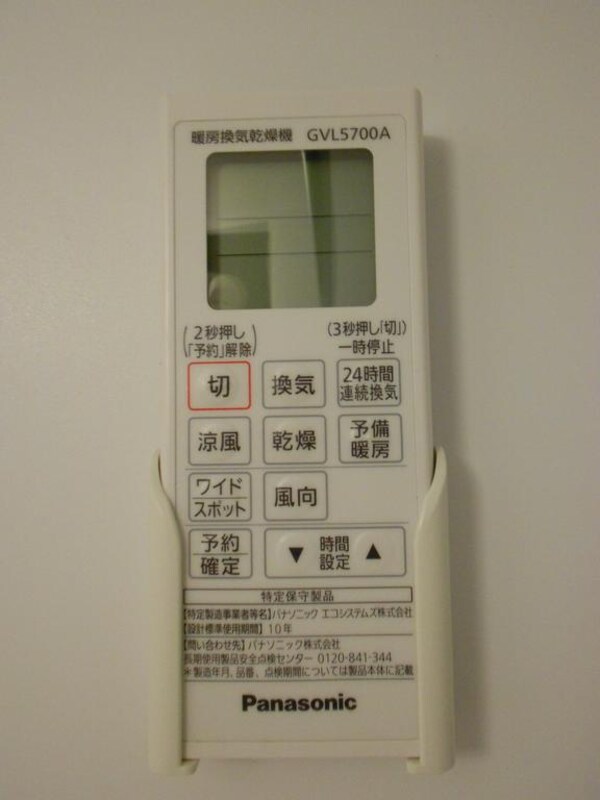 暖房換気乾燥機 GVL5700A
(2秒押し「予約」解除)
(3秒押し「切」)
一時停止
切
換気
24時間
連続換気
涼風
乾燥
予備
暖房
ワイド
スポット
風向
予約
確定
▼ 時間設定 ▲
特定保守製品
【特定製造事業者等名】パナソニック エコシステムズ株式会社
【設計標準使用期間】10年
【問い合わせ先】パナソニック株式会社
長期使用製品安全点検センター 0120-841-344
＊製造年月、品番、点検期間については製品本体に記載
Panasonic